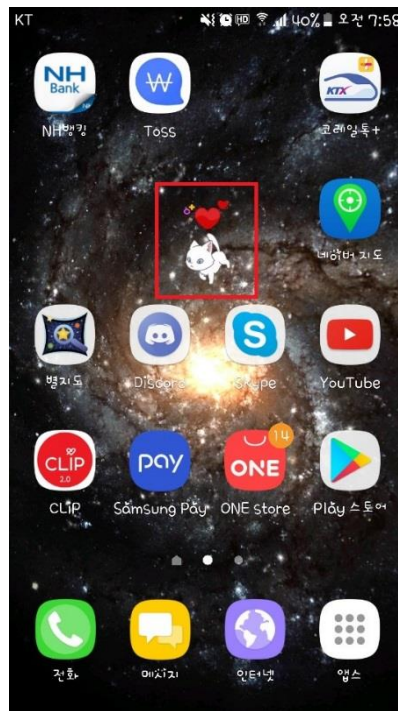 KT HD 40% 오전 7:58
NH
Bank
KTX
NH뱅킹 Toss 코레일톡+
네이버 지도
S
별지도 Discord Skype YouTube
14
CLiP
2.0
pay
ONE
CLiP Samsung Pay ONE store Play 스토어
전화 메시지 인터넷 앱스